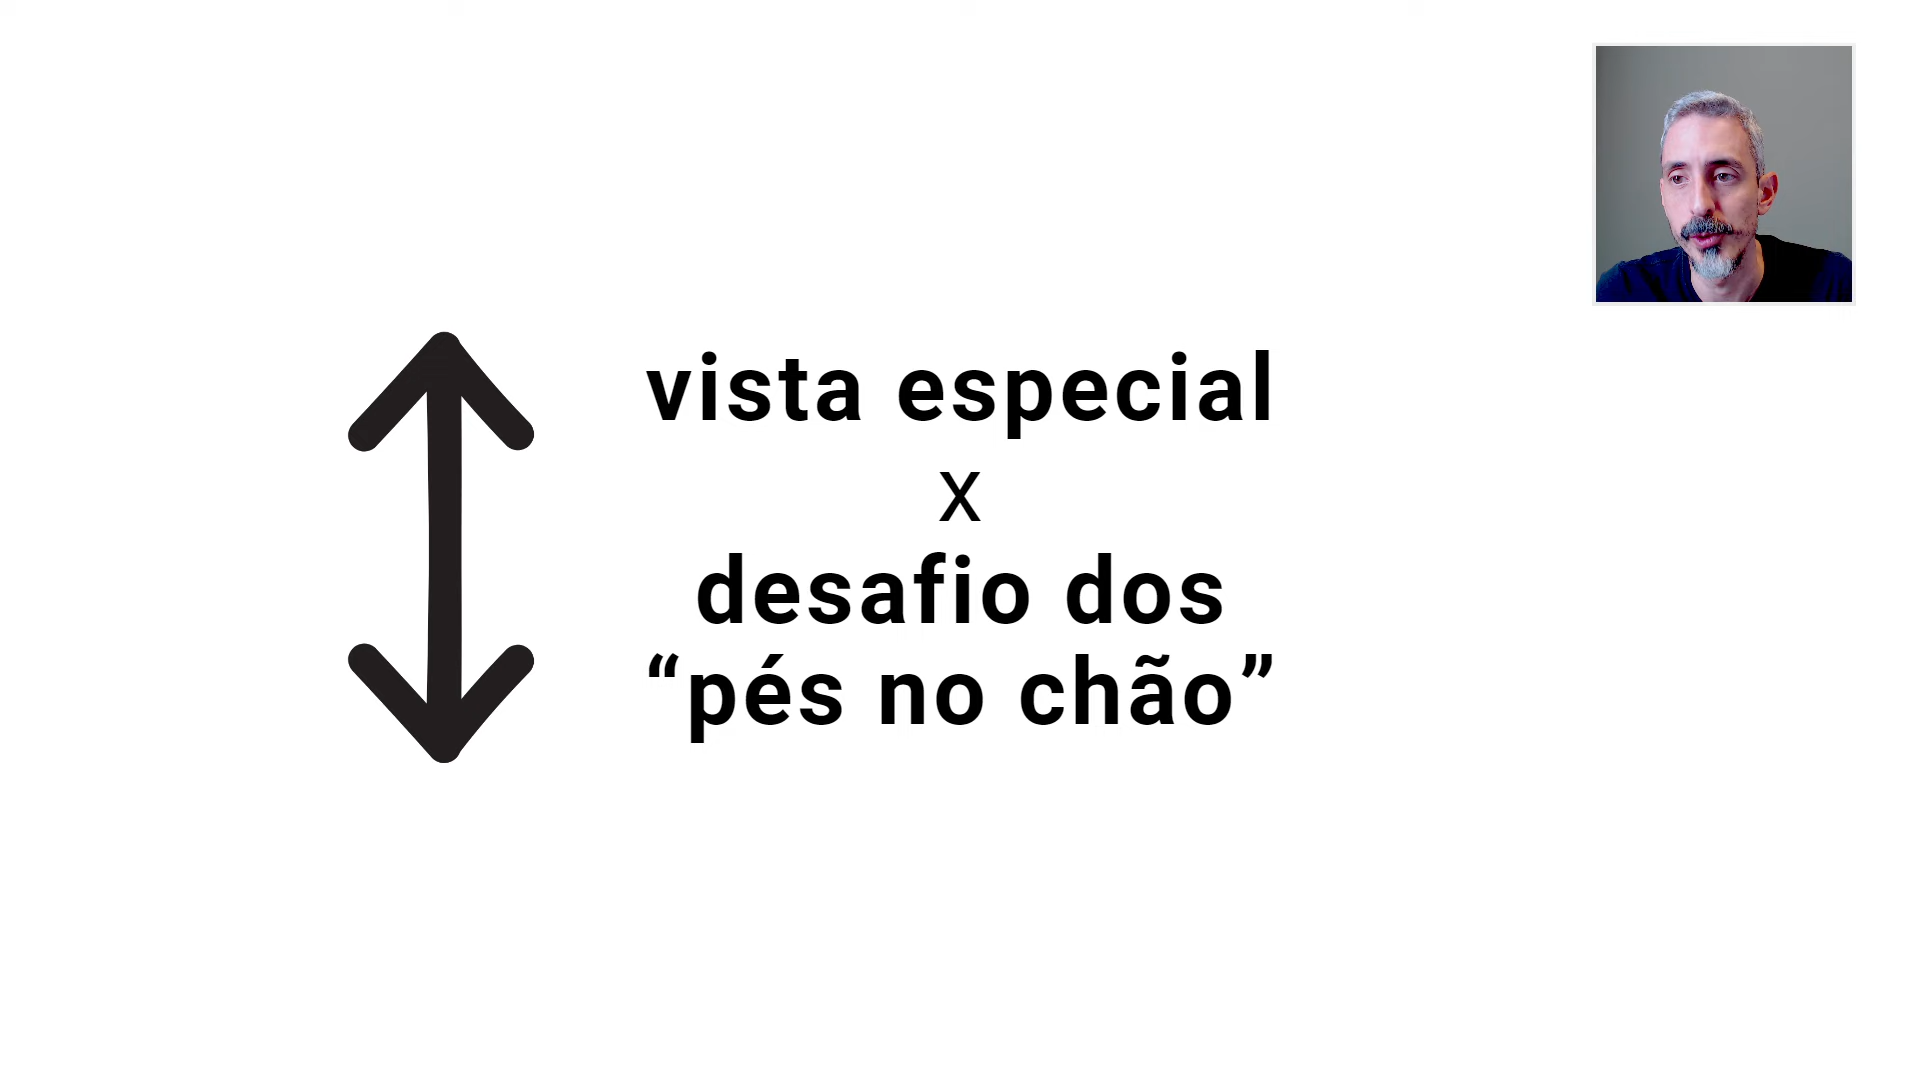 vista especial
x
desafio dos
“pés no chão”